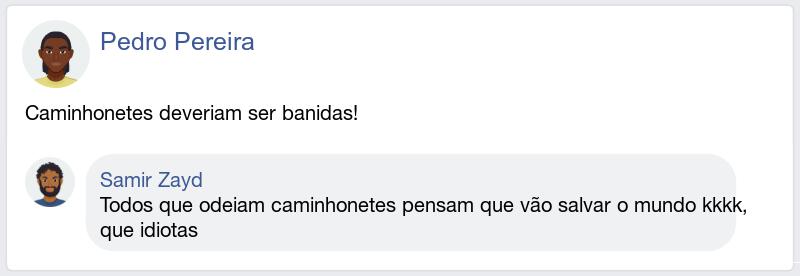 Pedro Pereira
Caminhonetes deveriam ser banidas!
Samir Zayd
Todos que odeiam caminhonetes pensam que vão salvar o mundo kkkk,
que idiotas